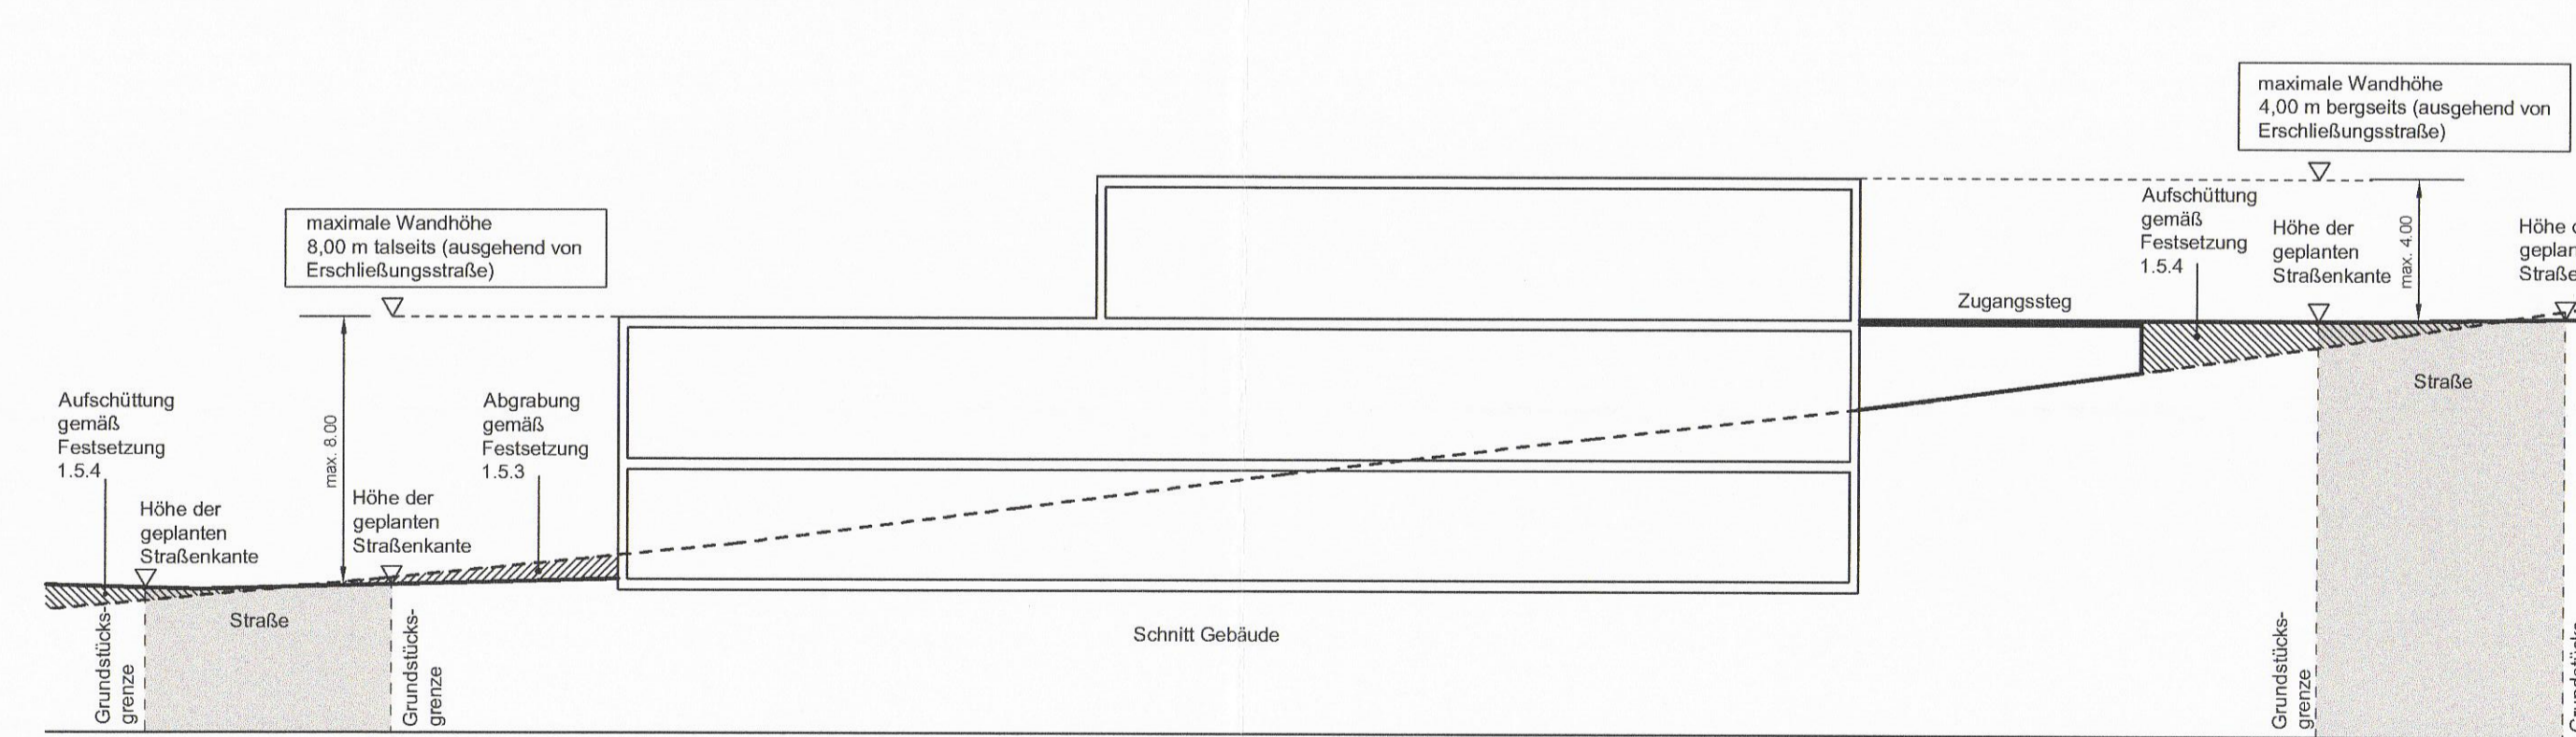 maximale Wandhöhe
4,00 m bergseits (ausgehend von
Erschließungsstraße)
maximale Wandhöhe
8,00 m talseits (ausgehend von
Erschließungsstraße)
Aufschüttung
gemäß
Festsetzung
1.5.4
Höhe der
geplanten
Straßenkante
max. 4.00
Höhe
geplan
Straße
Zugangssteg
Straße
Aufschüttung
gemäß
Festsetzung
1.5.4
max. 8.00
Abgrabung
gemäß
Festsetzung
1.5.3
Höhe der
geplanten
Straßenkante
Höhe der
geplanten
Straßenkante
Straße
Grundstücks-
grenze
Grundstücks-
grenze
Schnitt Gebäude
Grundstücks-
grenze